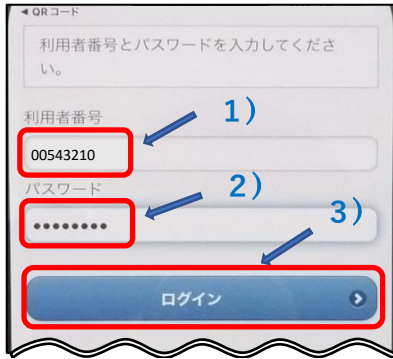 ◀ QRコード
利用者番号とパスワードを入力してくださ
い。
1）
利用者番号
00543210
2）
パスワード
••••••••
3）
ログイン